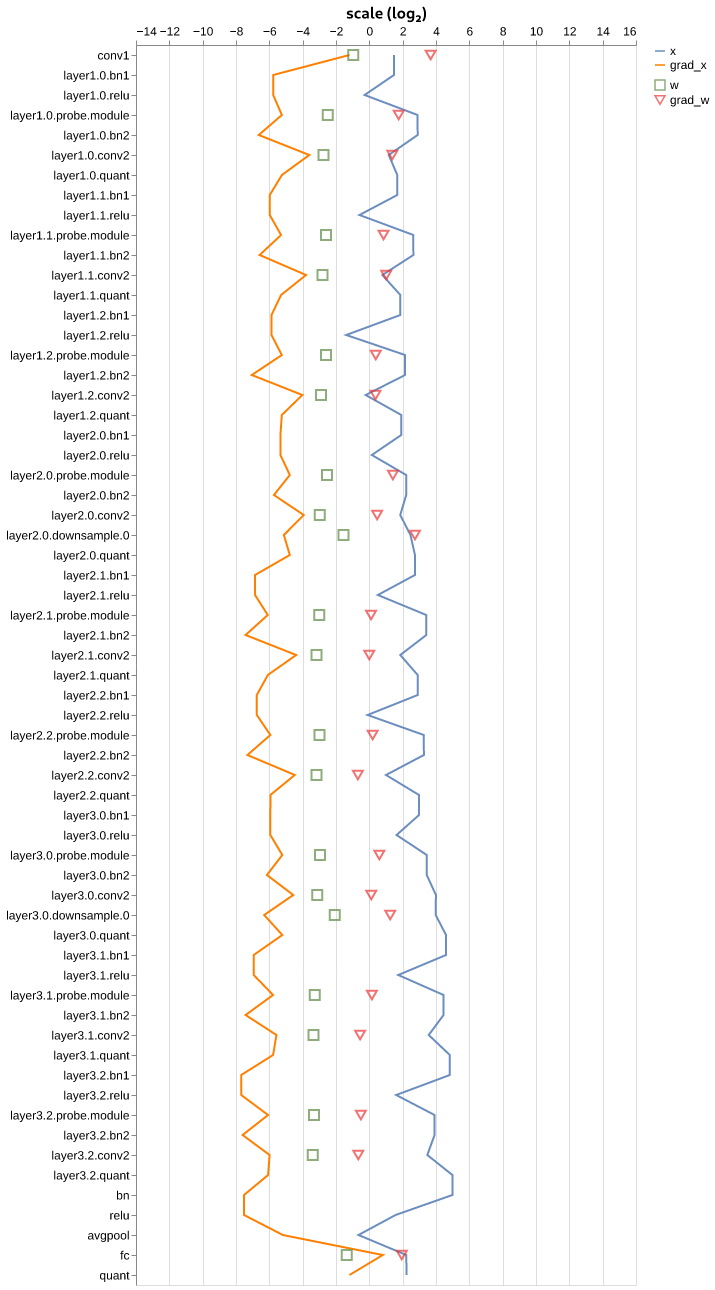 scale (log₂)
−14 −12 −10 −8 −6 −4 −2 0 2 4 6 8 10 12 14 16
x
grad_x
w
grad_w
conv1
layer1.0.bn1
layer1.0.relu
layer1.0.probe.module
layer1.0.bn2
layer1.0.conv2
layer1.0.quant
layer1.1.bn1
layer1.1.relu
layer1.1.probe.module
layer1.1.bn2
layer1.1.conv2
layer1.1.quant
layer1.2.bn1
layer1.2.relu
layer1.2.probe.module
layer1.2.bn2
layer1.2.conv2
layer1.2.quant
layer2.0.bn1
layer2.0.relu
layer2.0.probe.module
layer2.0.bn2
layer2.0.conv2
layer2.0.downsample.0
layer2.0.quant
layer2.1.bn1
layer2.1.relu
layer2.1.probe.module
layer2.1.bn2
layer2.1.conv2
layer2.1.quant
layer2.2.bn1
layer2.2.relu
layer2.2.probe.module
layer2.2.bn2
layer2.2.conv2
layer2.2.quant
layer3.0.bn1
layer3.0.relu
layer3.0.probe.module
layer3.0.bn2
layer3.0.conv2
layer3.0.downsample.0
layer3.0.quant
layer3.1.bn1
layer3.1.relu
layer3.1.probe.module
layer3.1.bn2
layer3.1.conv2
layer3.1.quant
layer3.2.bn1
layer3.2.relu
layer3.2.probe.module
layer3.2.bn2
layer3.2.conv2
layer3.2.quant
bn
relu
avgpool
fc
quant